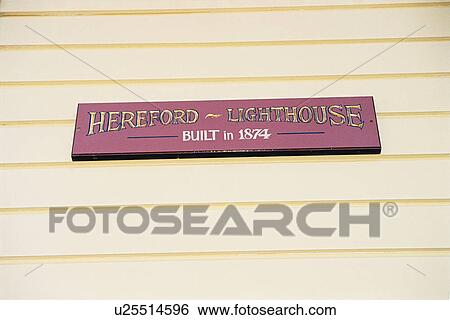 HEREFORD ~ LIGHTHOUSE
BUILT in 1874
FOTOSEARCH®
u25514596 www.fotosearch.com